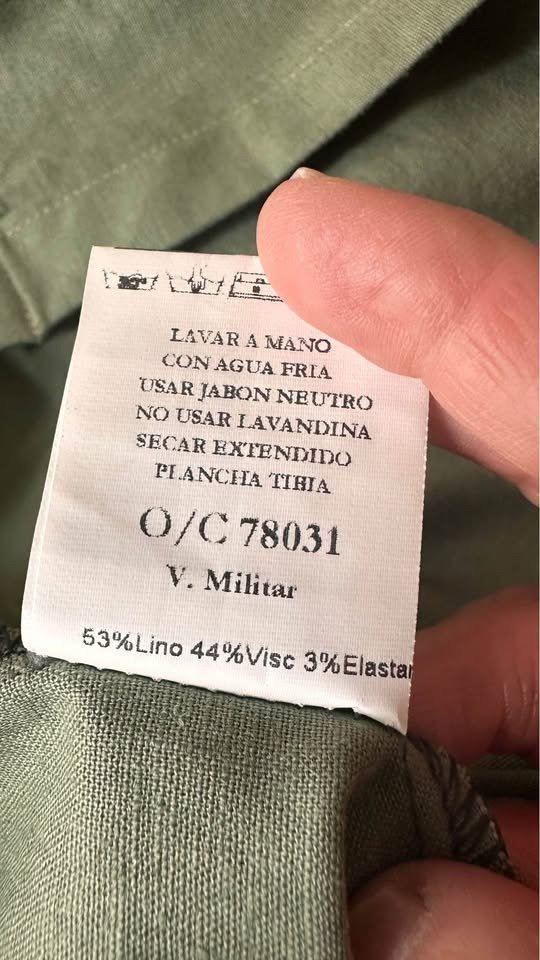 LAVAR A MANO
CON AGUA FRIA
USAR JABON NEUTRO
NO USAR LAVANDINA
SECAR EXTENDIDO
PLANCHA TIBIA
O/C 78031
V. Militar
53%Lino 44%Visc 3%Elastan